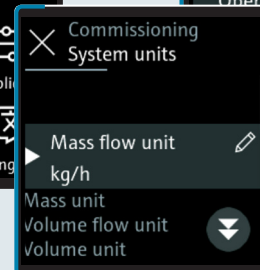 Commissioning
System units
Mass flow unit
kg/h
Mass unit
Volume flow unit
Volume unit